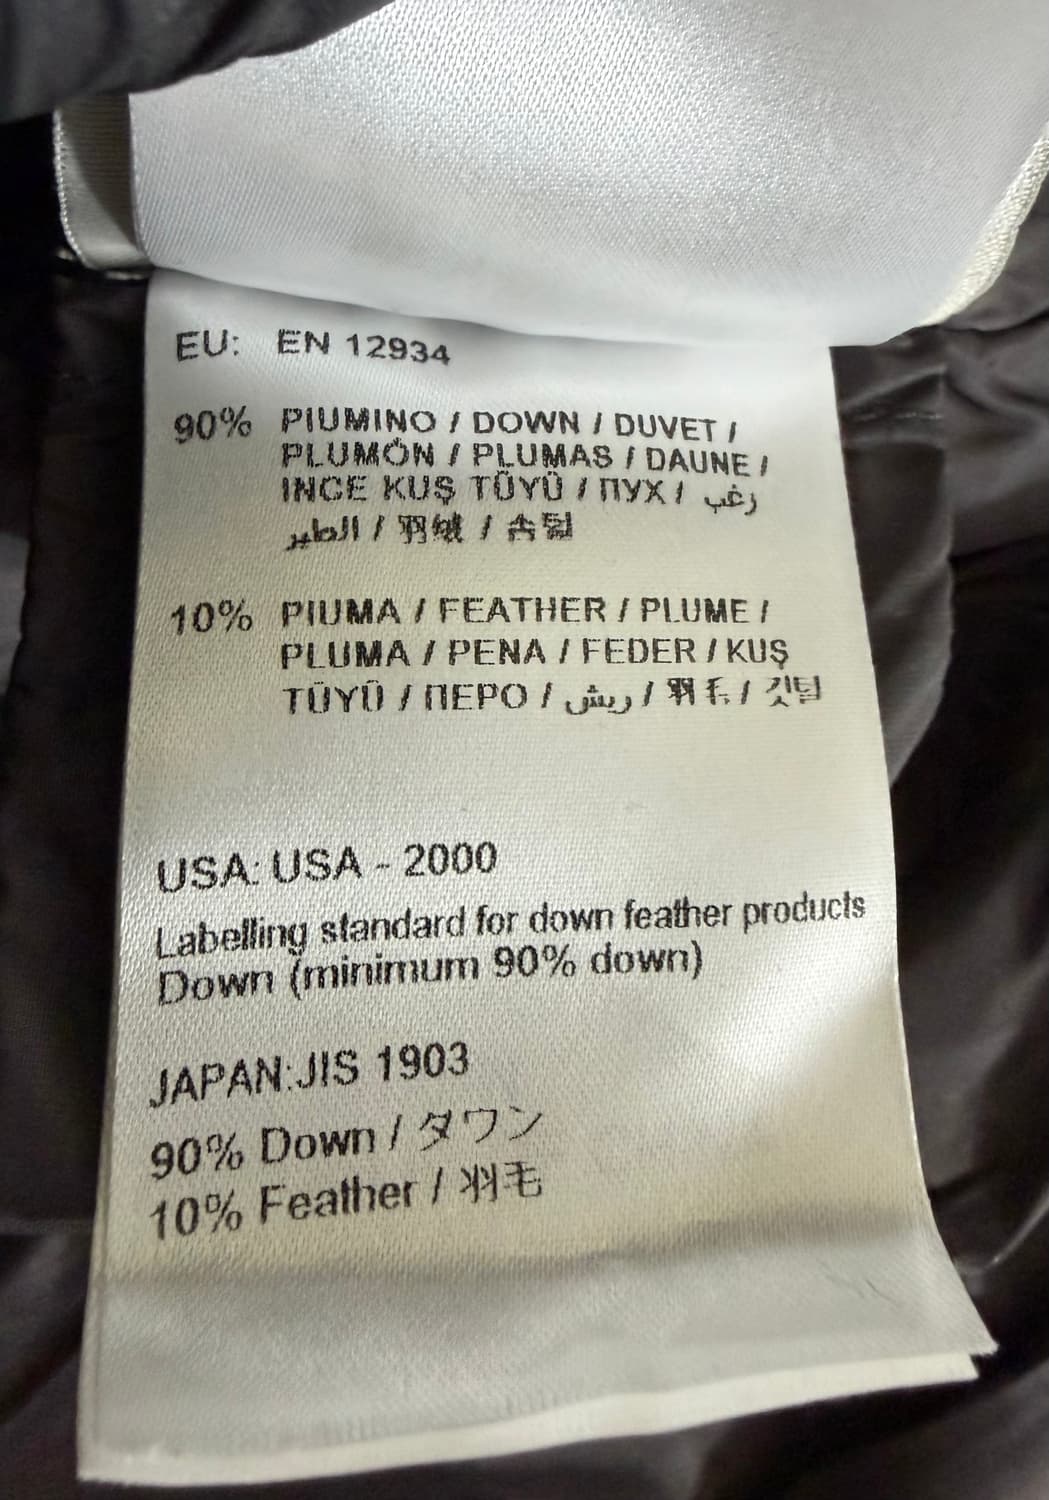 EU: EN 12934
90% PIUMINO / DOWN / DUVET /
PLUMÓN / PLUMAS / DAUNE /
INCE KUŞ TÜYÜ / ПУХ / زغب
الطير / 羽绒 / 솜털
10% PIUMA / FEATHER / PLUME /
PLUMA / PENA / FEDER / KUŞ
TÜYÜ / ПЕРО / ريش / 羽毛 / 깃털
USA: USA - 2000
Labelling standard for down feather products
Down (minimum 90% down)
JAPAN:JIS 1903
90% Down / ダウン
10% Feather / 羽毛